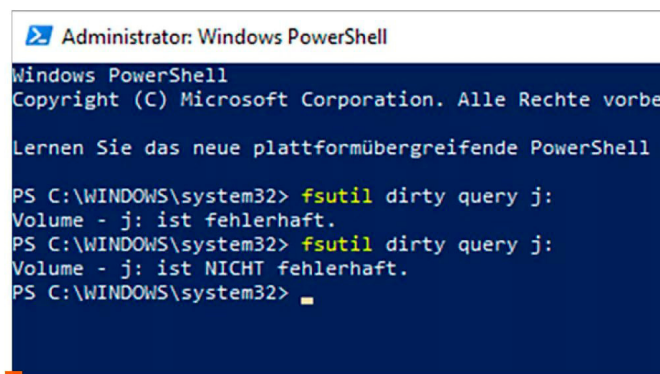 Administrator: Windows PowerShell
Windows PowerShell
Copyright (C) Microsoft Corporation. Alle Rechte vorbe
Lernen Sie das neue plattformübergreifende PowerShell
PS C:\WINDOWS\system32> fsutil dirty query j:
Volume - j: ist fehlerhaft.
PS C:\WINDOWS\system32> fsutil dirty query j:
Volume - j: ist NICHT fehlerhaft.
PS C:\WINDOWS\system32>